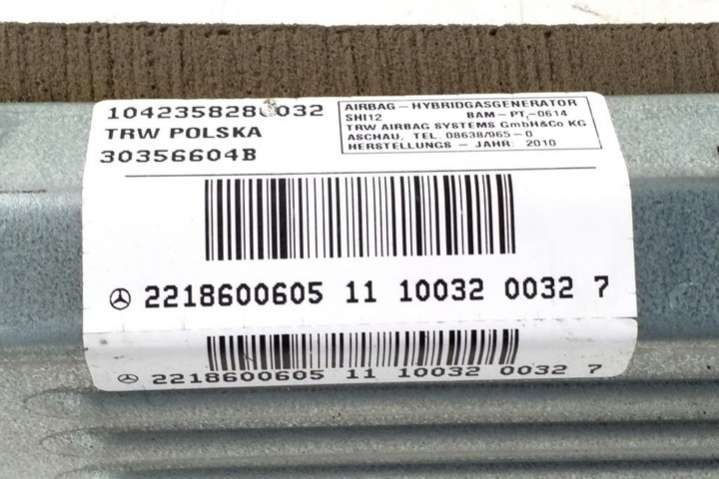 TRW POLSKA
30356604B
AIRBAG – HYBRIDGASGENERATOR
SHI12 BAM – PT,-0614
TRW AIRBAG SYSTEMS GmbH&Co KG
ASCHAU, TEL. 08638/965-0
HERSTELLUNGS – JAHR: 2010
2218600605 11 10032 0032 7
2218600605 11 10032 0032 7